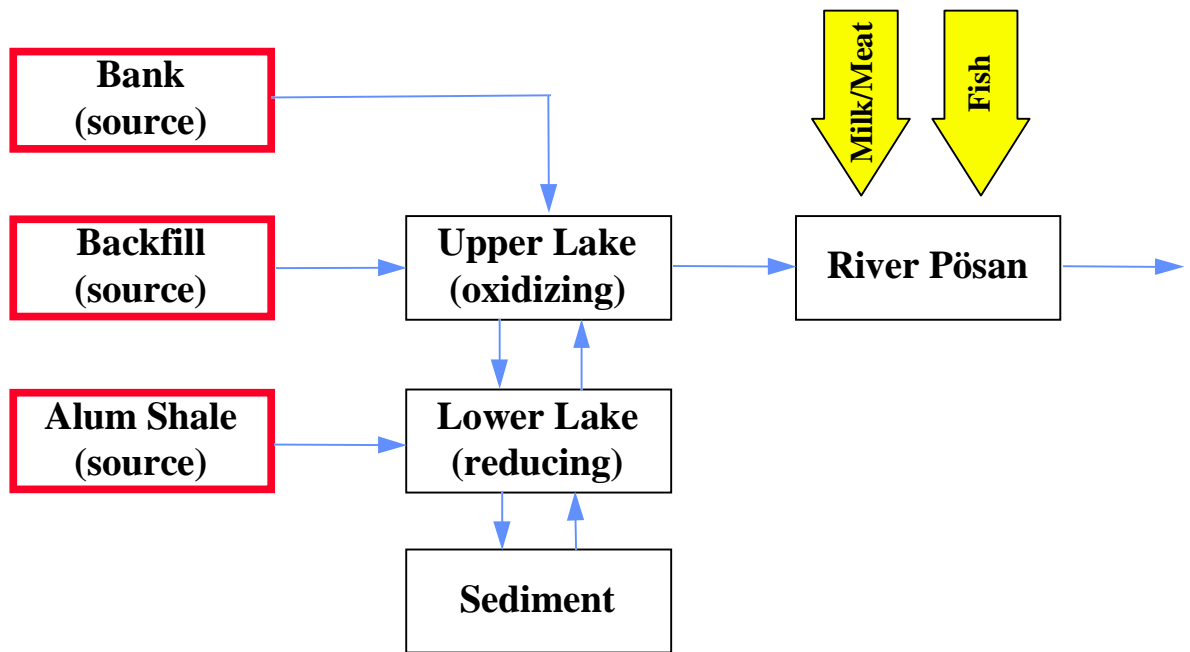 Bank
(source)
Milk/Meat
Fish
Backfill
(source)
Upper Lake
(oxidizing)
River Pösan
Alum Shale
(source)
Lower Lake
(reducing)
Sediment